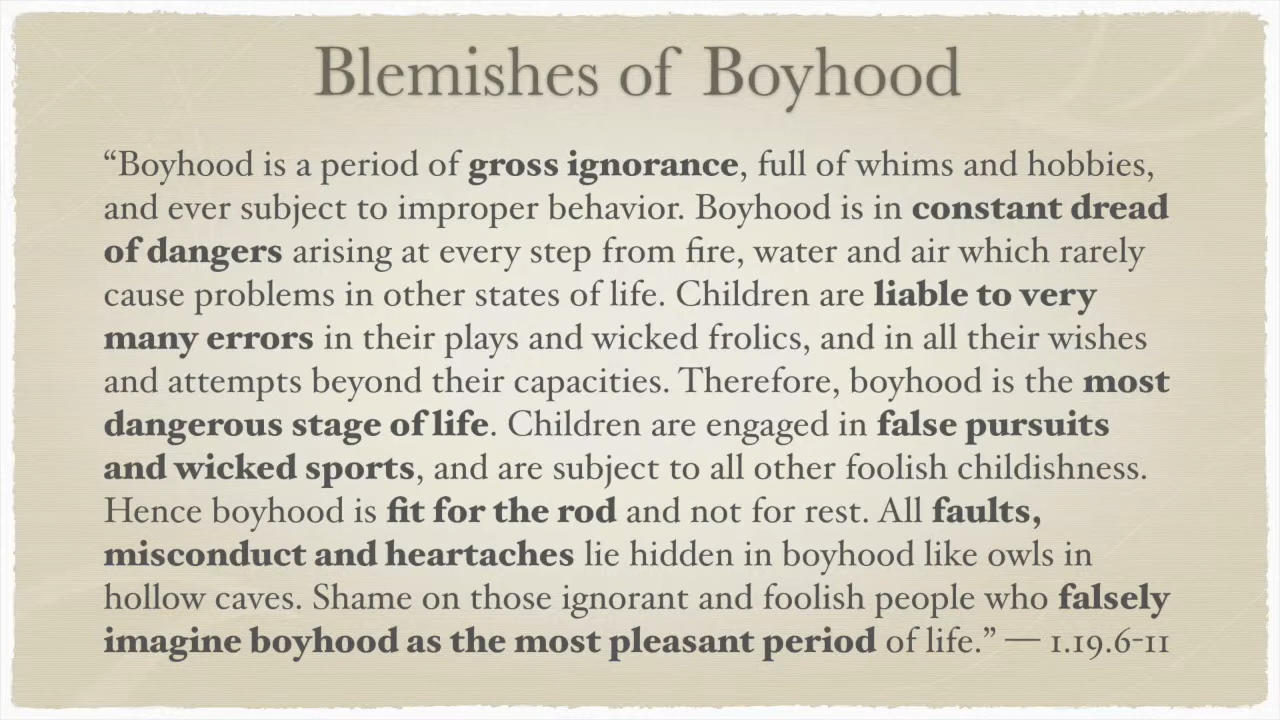 Blemishes of Boyhood
“Boyhood is a period of gross ignorance, full of whims and hobbies,
and ever subject to improper behavior. Boyhood is in constant dread
of dangers arising at every step from fire, water and air which rarely
cause problems in other states of life. Children are liable to very
many errors in their plays and wicked frolics, and in all their wishes
and attempts beyond their capacities. Therefore, boyhood is the most
dangerous stage of life. Children are engaged in false pursuits
and wicked sports, and are subject to all other foolish childishness.
Hence boyhood is fit for the rod and not for rest. All faults,
misconduct and heartaches lie hidden in boyhood like owls in
hollow caves. Shame on those ignorant and foolish people who falsely
imagine boyhood as the most pleasant period of life.” — 1.19.6-11